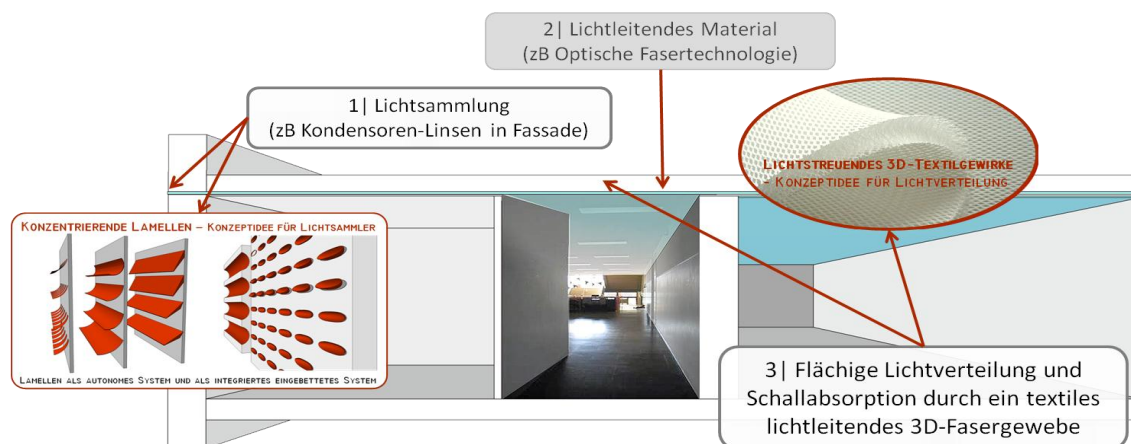 2| Lichtleitendes Material
(zB Optische Fasertechnologie)
1| Lichtsammlung
(zB Kondensoren-Linsen in Fassade)
LICHTSTREUENDES 3D-TEXTILGEWIRKE
– KONZEPTIDEE FÜR LICHTVERTEILUNG
KONZENTRIERENDE LAMELLEN – KONZEPTIDEE FÜR LICHTSAMMLER
LAMELLEN ALS AUTONOMES SYSTEM UND ALS INTEGRIERTES EINGEBETTETES SYSTEM
3| Flächige Lichtverteilung und
Schallabsorption durch ein textiles
lichtleitendes 3D-Fasergewebe